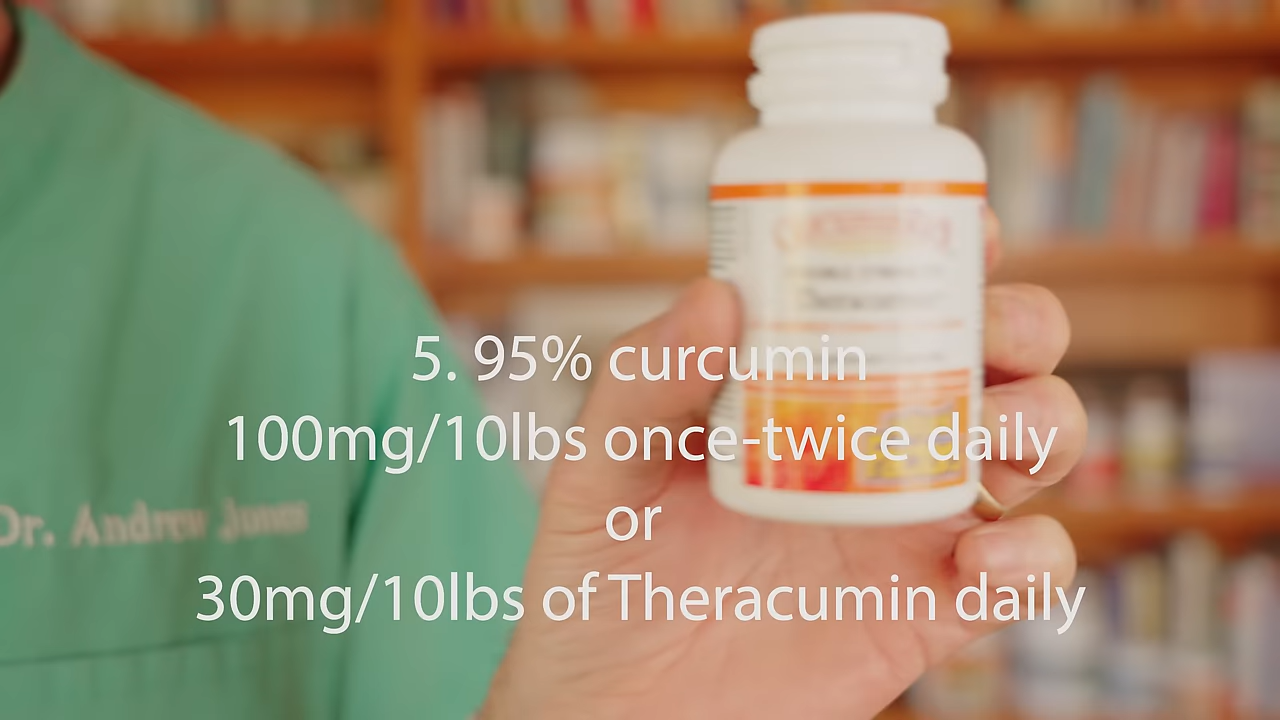 5. 95% curcumin
100mg/10lbs once-twice daily
or
30mg/10lbs of Theracumin daily
Dr. Andrew Jones